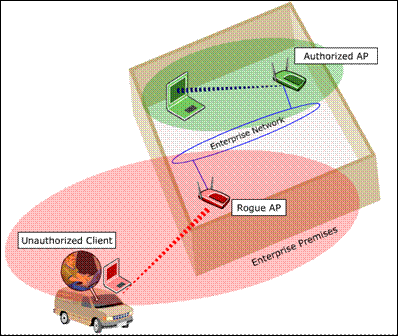 Authorized AP
Enterprise Network
Rogue AP
Unauthorized Client
Enterprise Premises